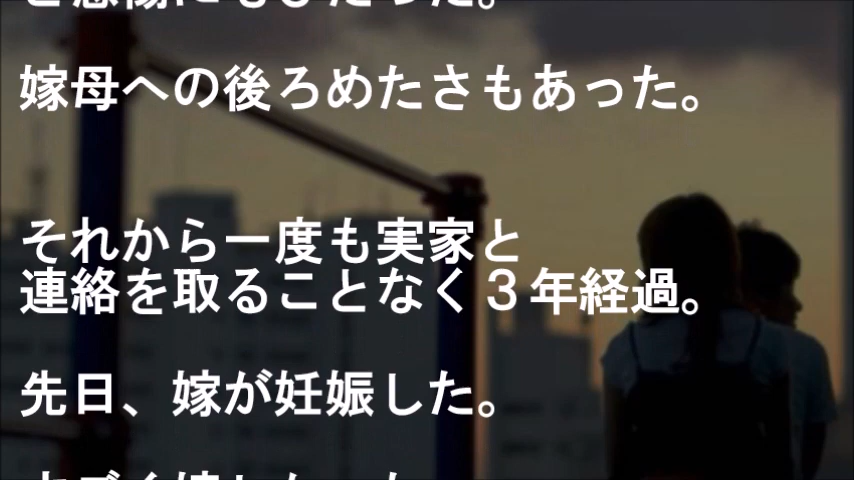 嫁母への後ろめたさもあった。
それから一度も実家と
連絡を取ることなく３年経過。
先日、嫁が妊娠した。